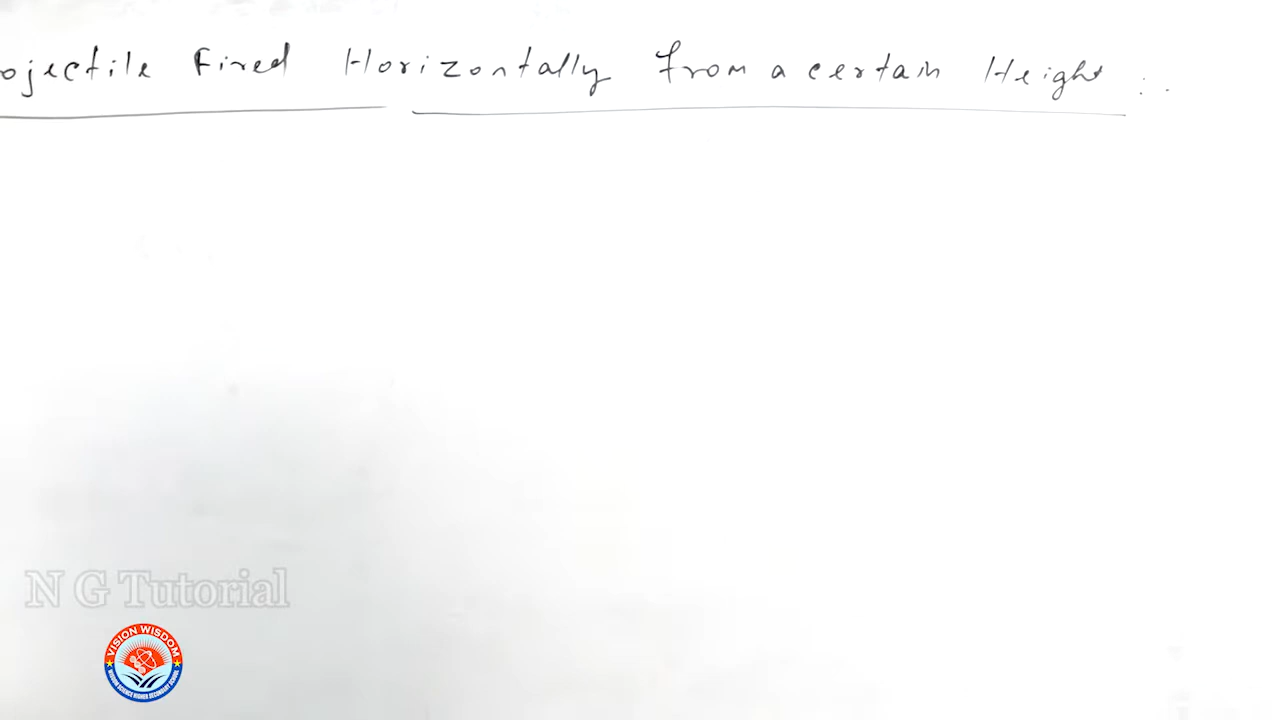 ojectile Fired Horizontally from a certain Height :.
N G Tutorial
VISION WISDOM